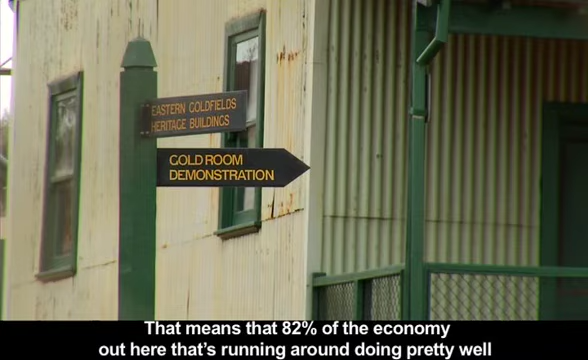 EASTERN GOLDFIELDS
HERITAGE BUILDINGS
GOLD ROOM
DEMONSTRATION
That means that 82% of the economy
out here that's running around doing pretty well